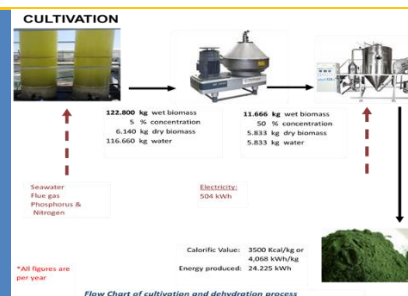 CULTIVATION
122.800 kg wet biomass
5 % concentration
6.140 kg dry biomass
116.660 kg water
11.666 kg wet biomass
50 % concentration
5.833 kg dry biomass
5.833 kg water
Seawater
Flue gas
Phosphorus &
Nitrogen
Electricity:
504 kWh
Calorific Value: 3500 Kcal/kg or
4,068 kWh/kg
Energy produced: 24.225 kWh
*All figures are
per year
Flow Chart of cultivation and dehydration process